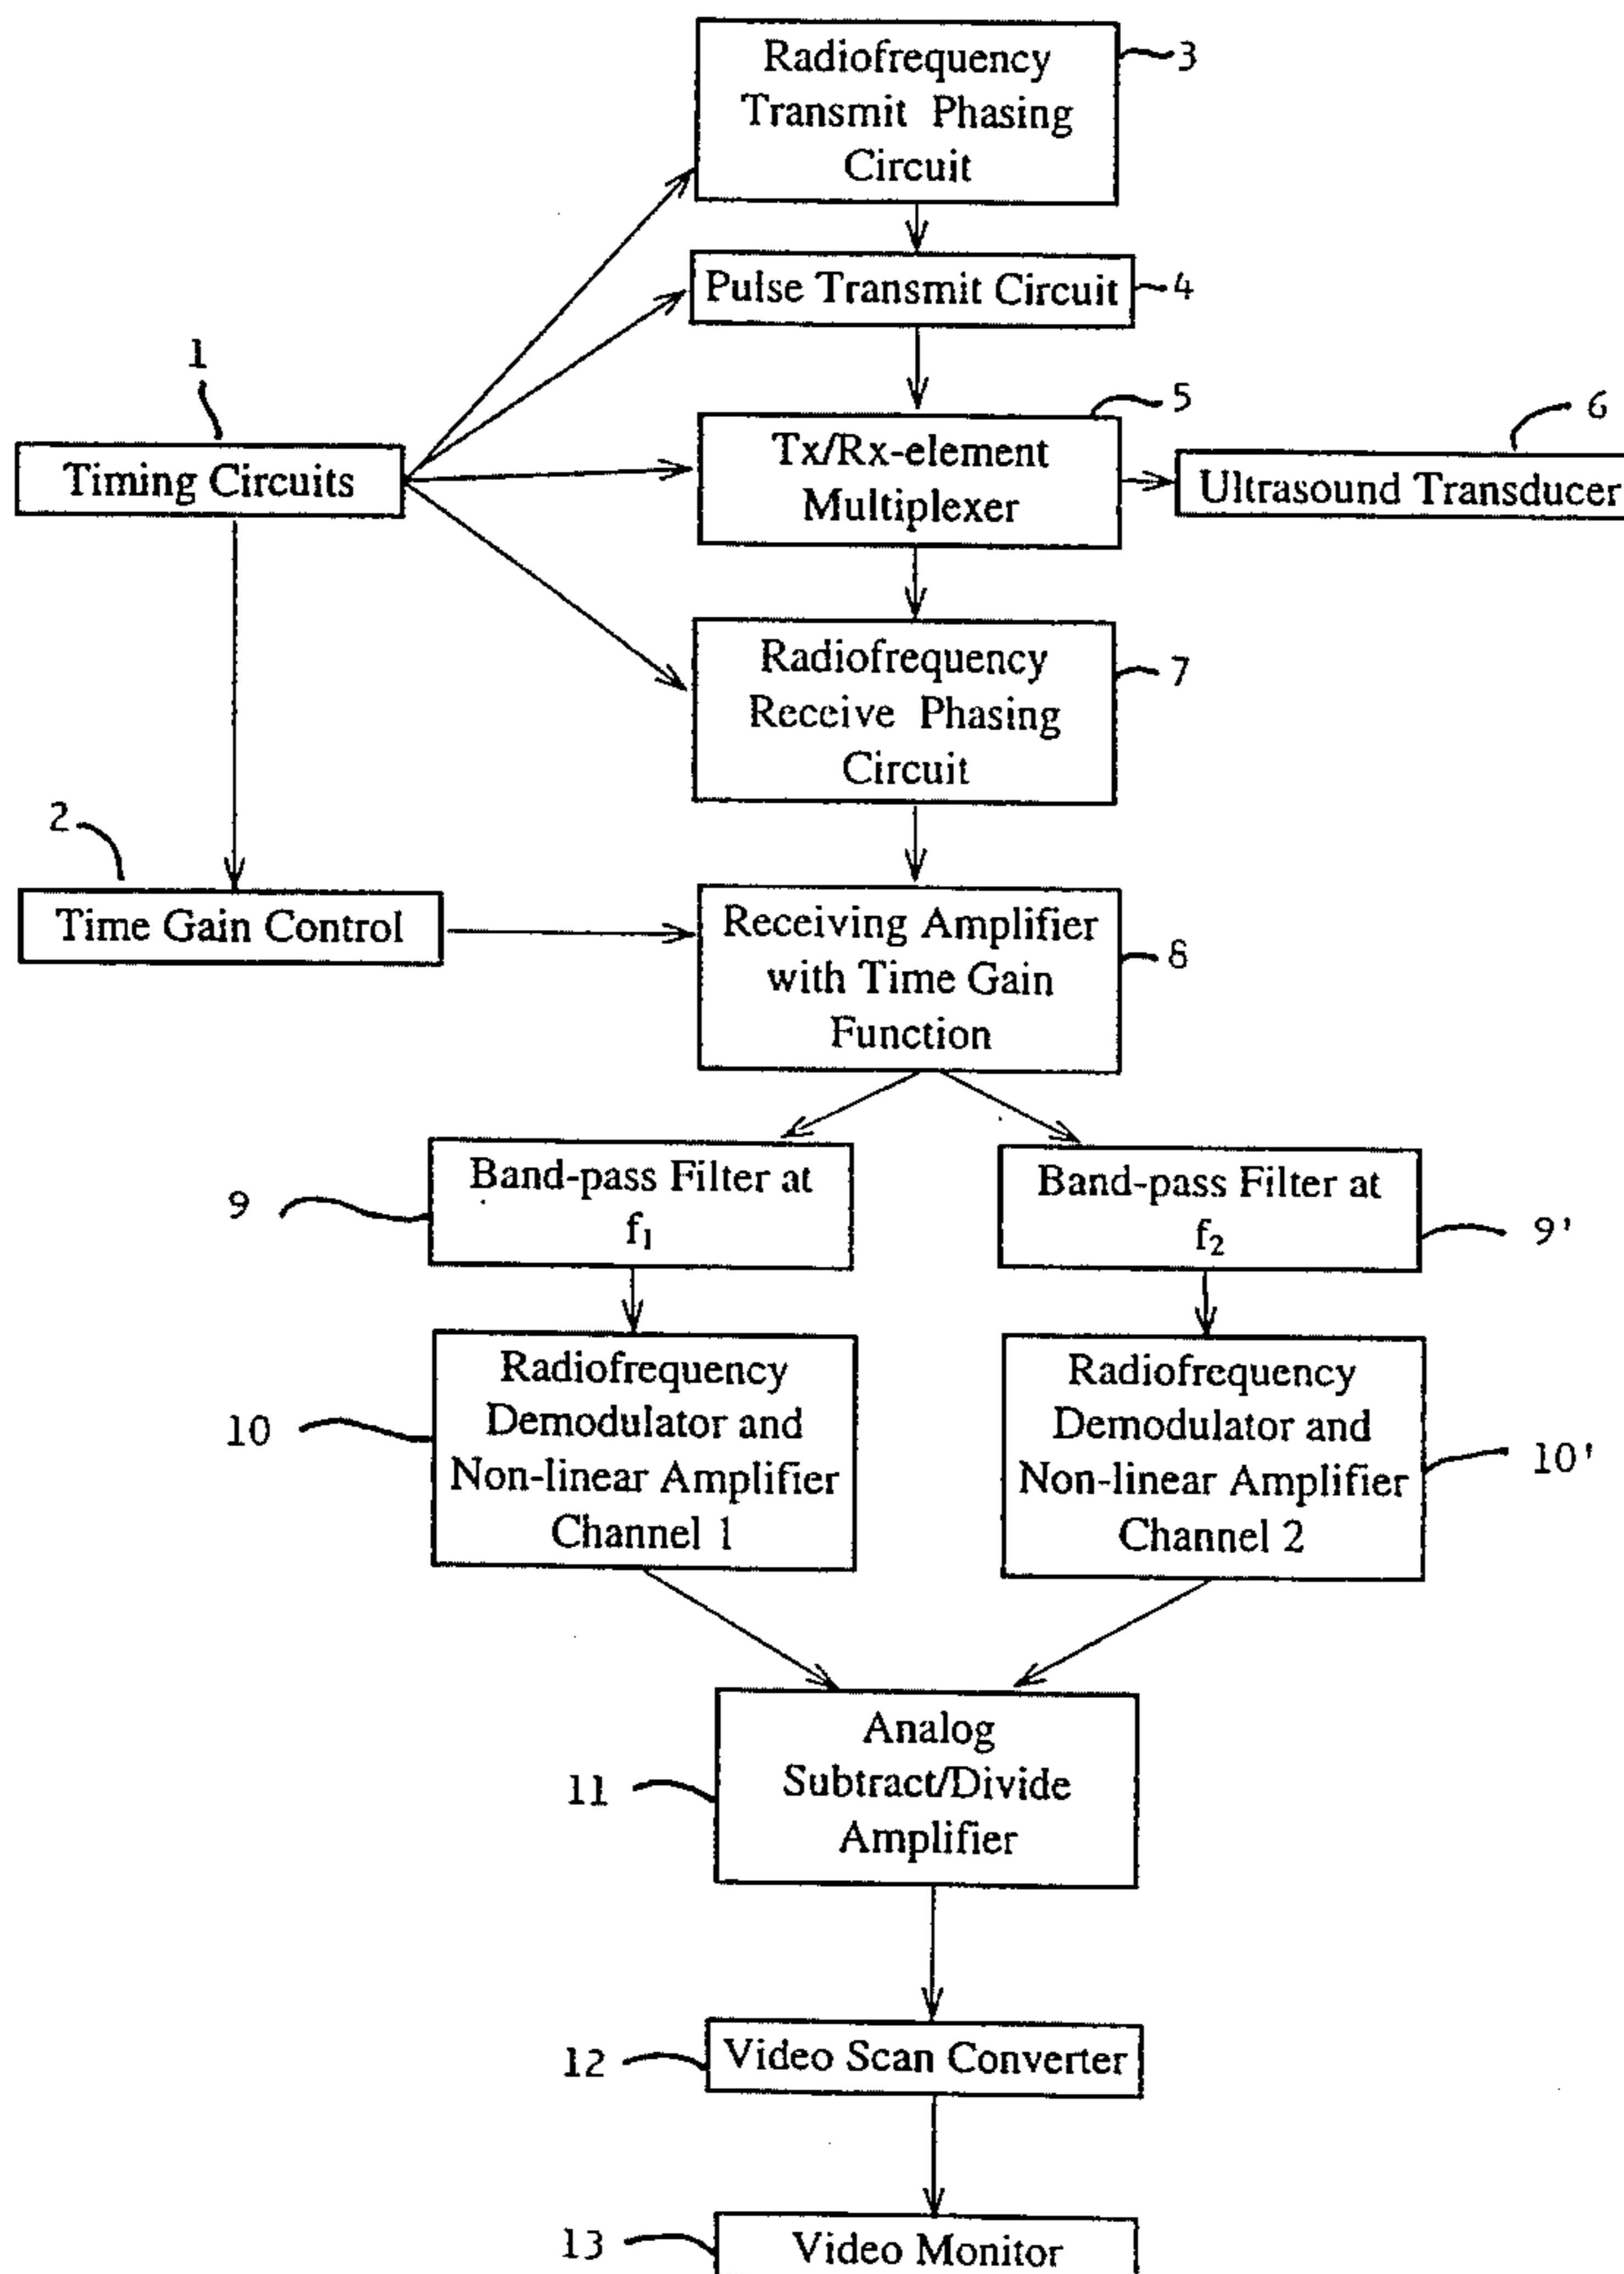 Radiofrequency
Transmit Phasing
Circuit
3
Pulse Transmit Circuit
4
1
Timing Circuits
Tx/Rx-element
Multiplexer
5
6
Ultrasound Transducer
Radiofrequency
Receive Phasing
Circuit
7
2
Time Gain Control
Receiving Amplifier
with Time Gain
Function
8
9
Band-pass Filter at
f₁
Band-pass Filter at
f₂
9'
10
Radiofrequency
Demodulator and
Non-linear Amplifier
Channel 1
Radiofrequency
Demodulator and
Non-linear Amplifier
Channel 2
10'
11
Analog
Subtract/Divide
Amplifier
12
Video Scan Converter
13
Video Monitor